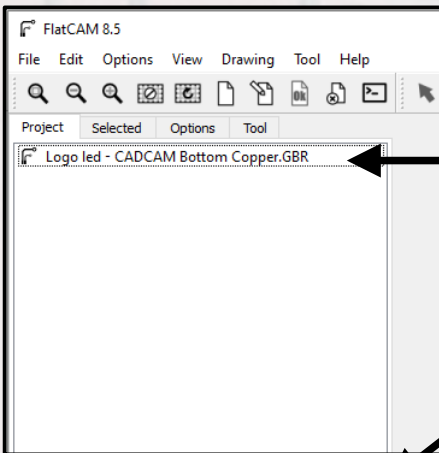 FlatCAM 8.5
File Edit Options View Drawing Tool Help
Ok
Project Selected Options Tool
Logo led - CADCAM Bottom Copper.GBR